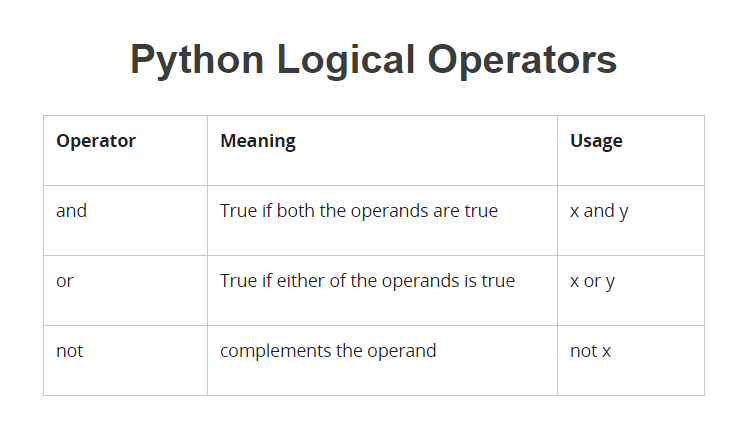 Python Logical Operators
Operator Meaning Usage
and True if both the operands are true x and y
or True if either of the operands is true x or y
not complements the operand not x